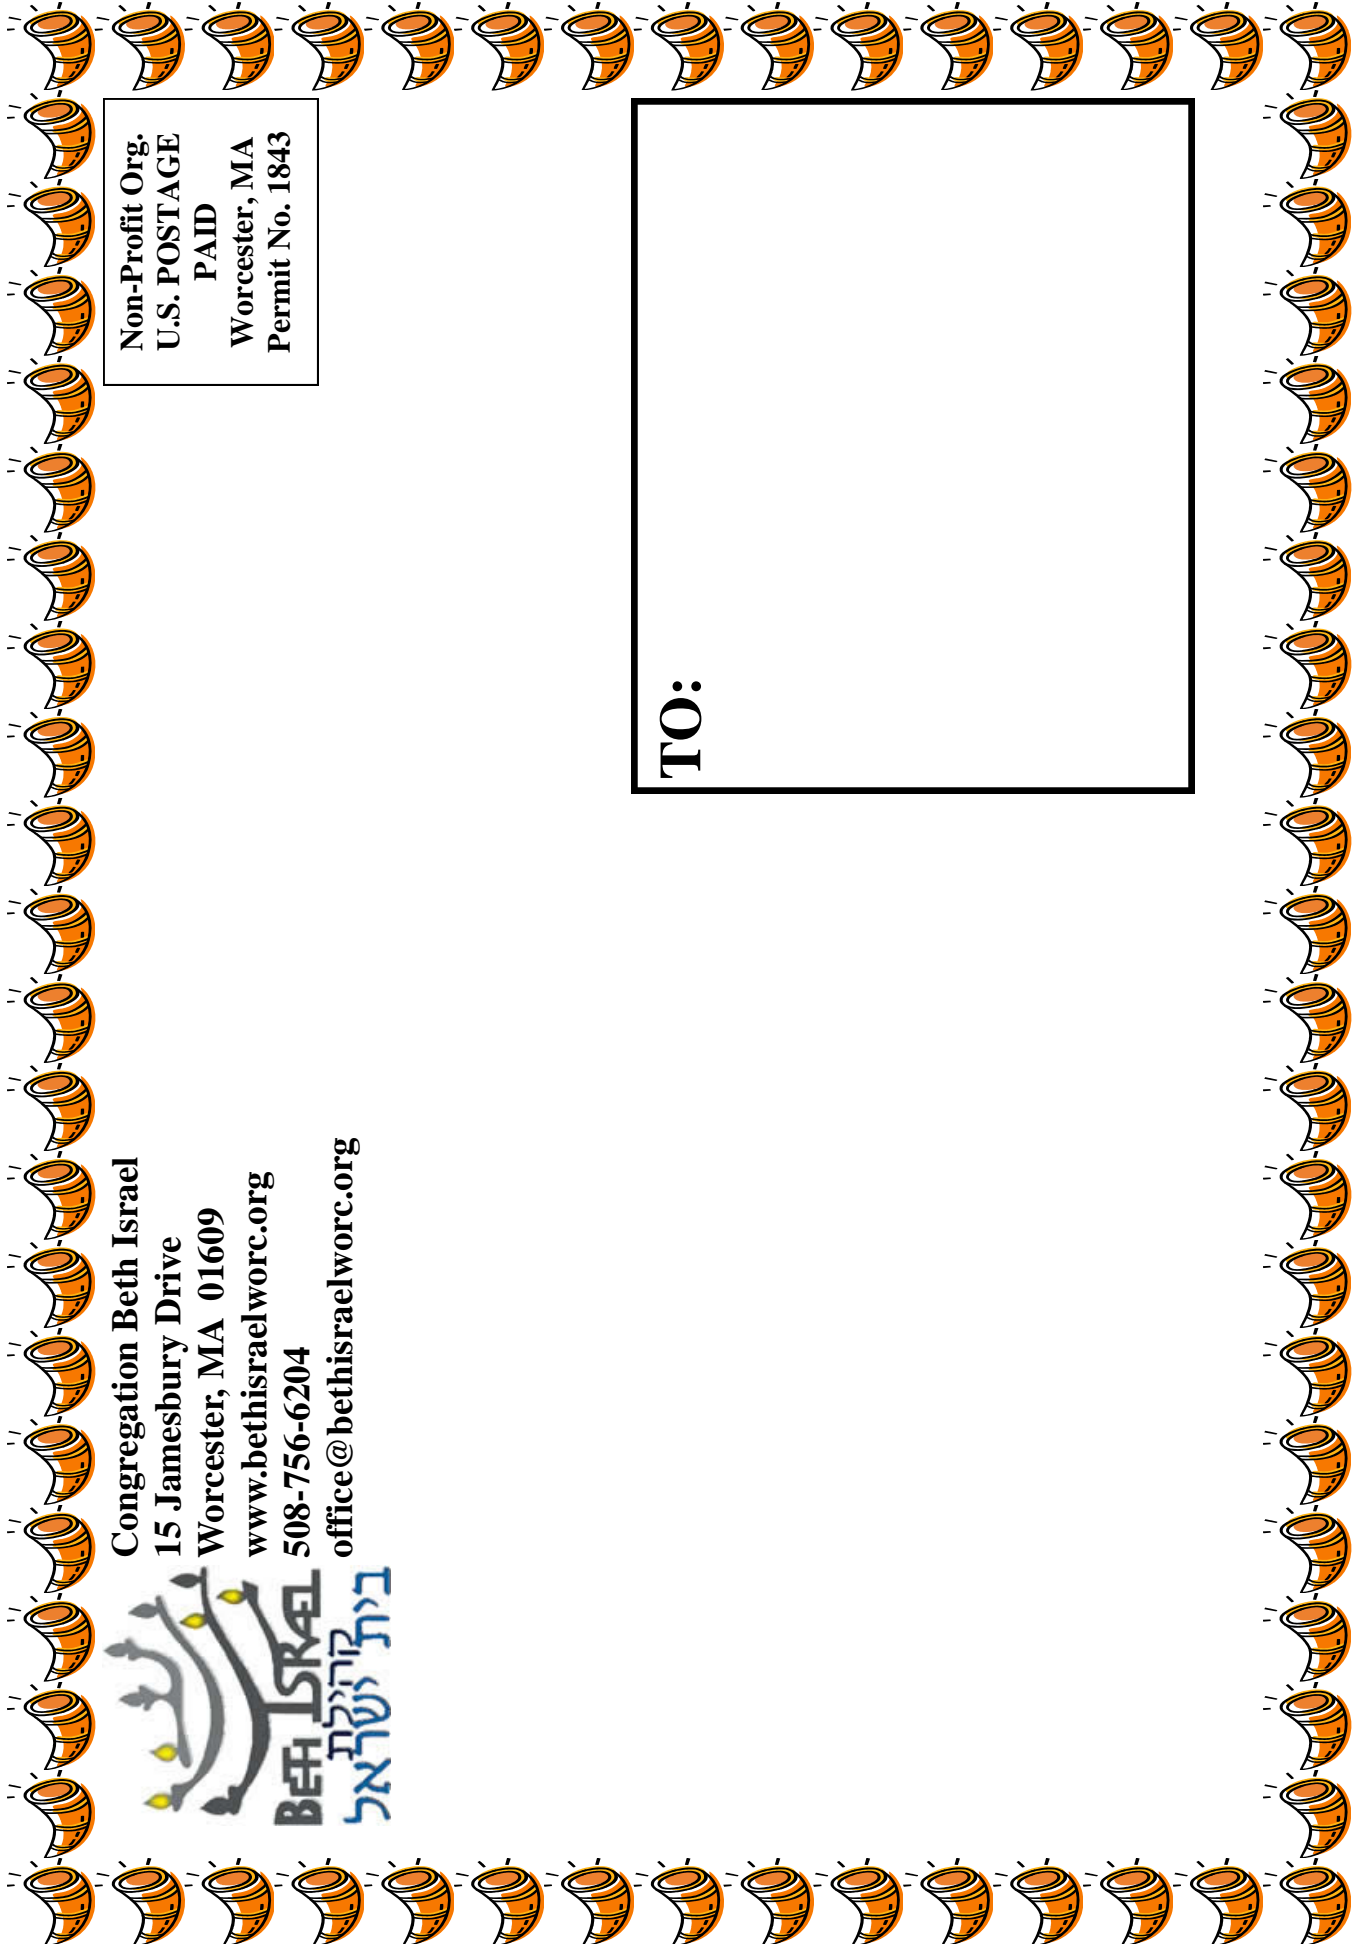 BETH ISRAEL
קהילת
בית ישראל
Congregation Beth Israel
15 Jamesbury Drive
Worcester, MA 01609
www.bethisraelworc.org
508-756-6204
office@bethisraelworc.org
Non-Profit Org.
U.S. POSTAGE
PAID
Worcester, MA
Permit No. 1843
TO: